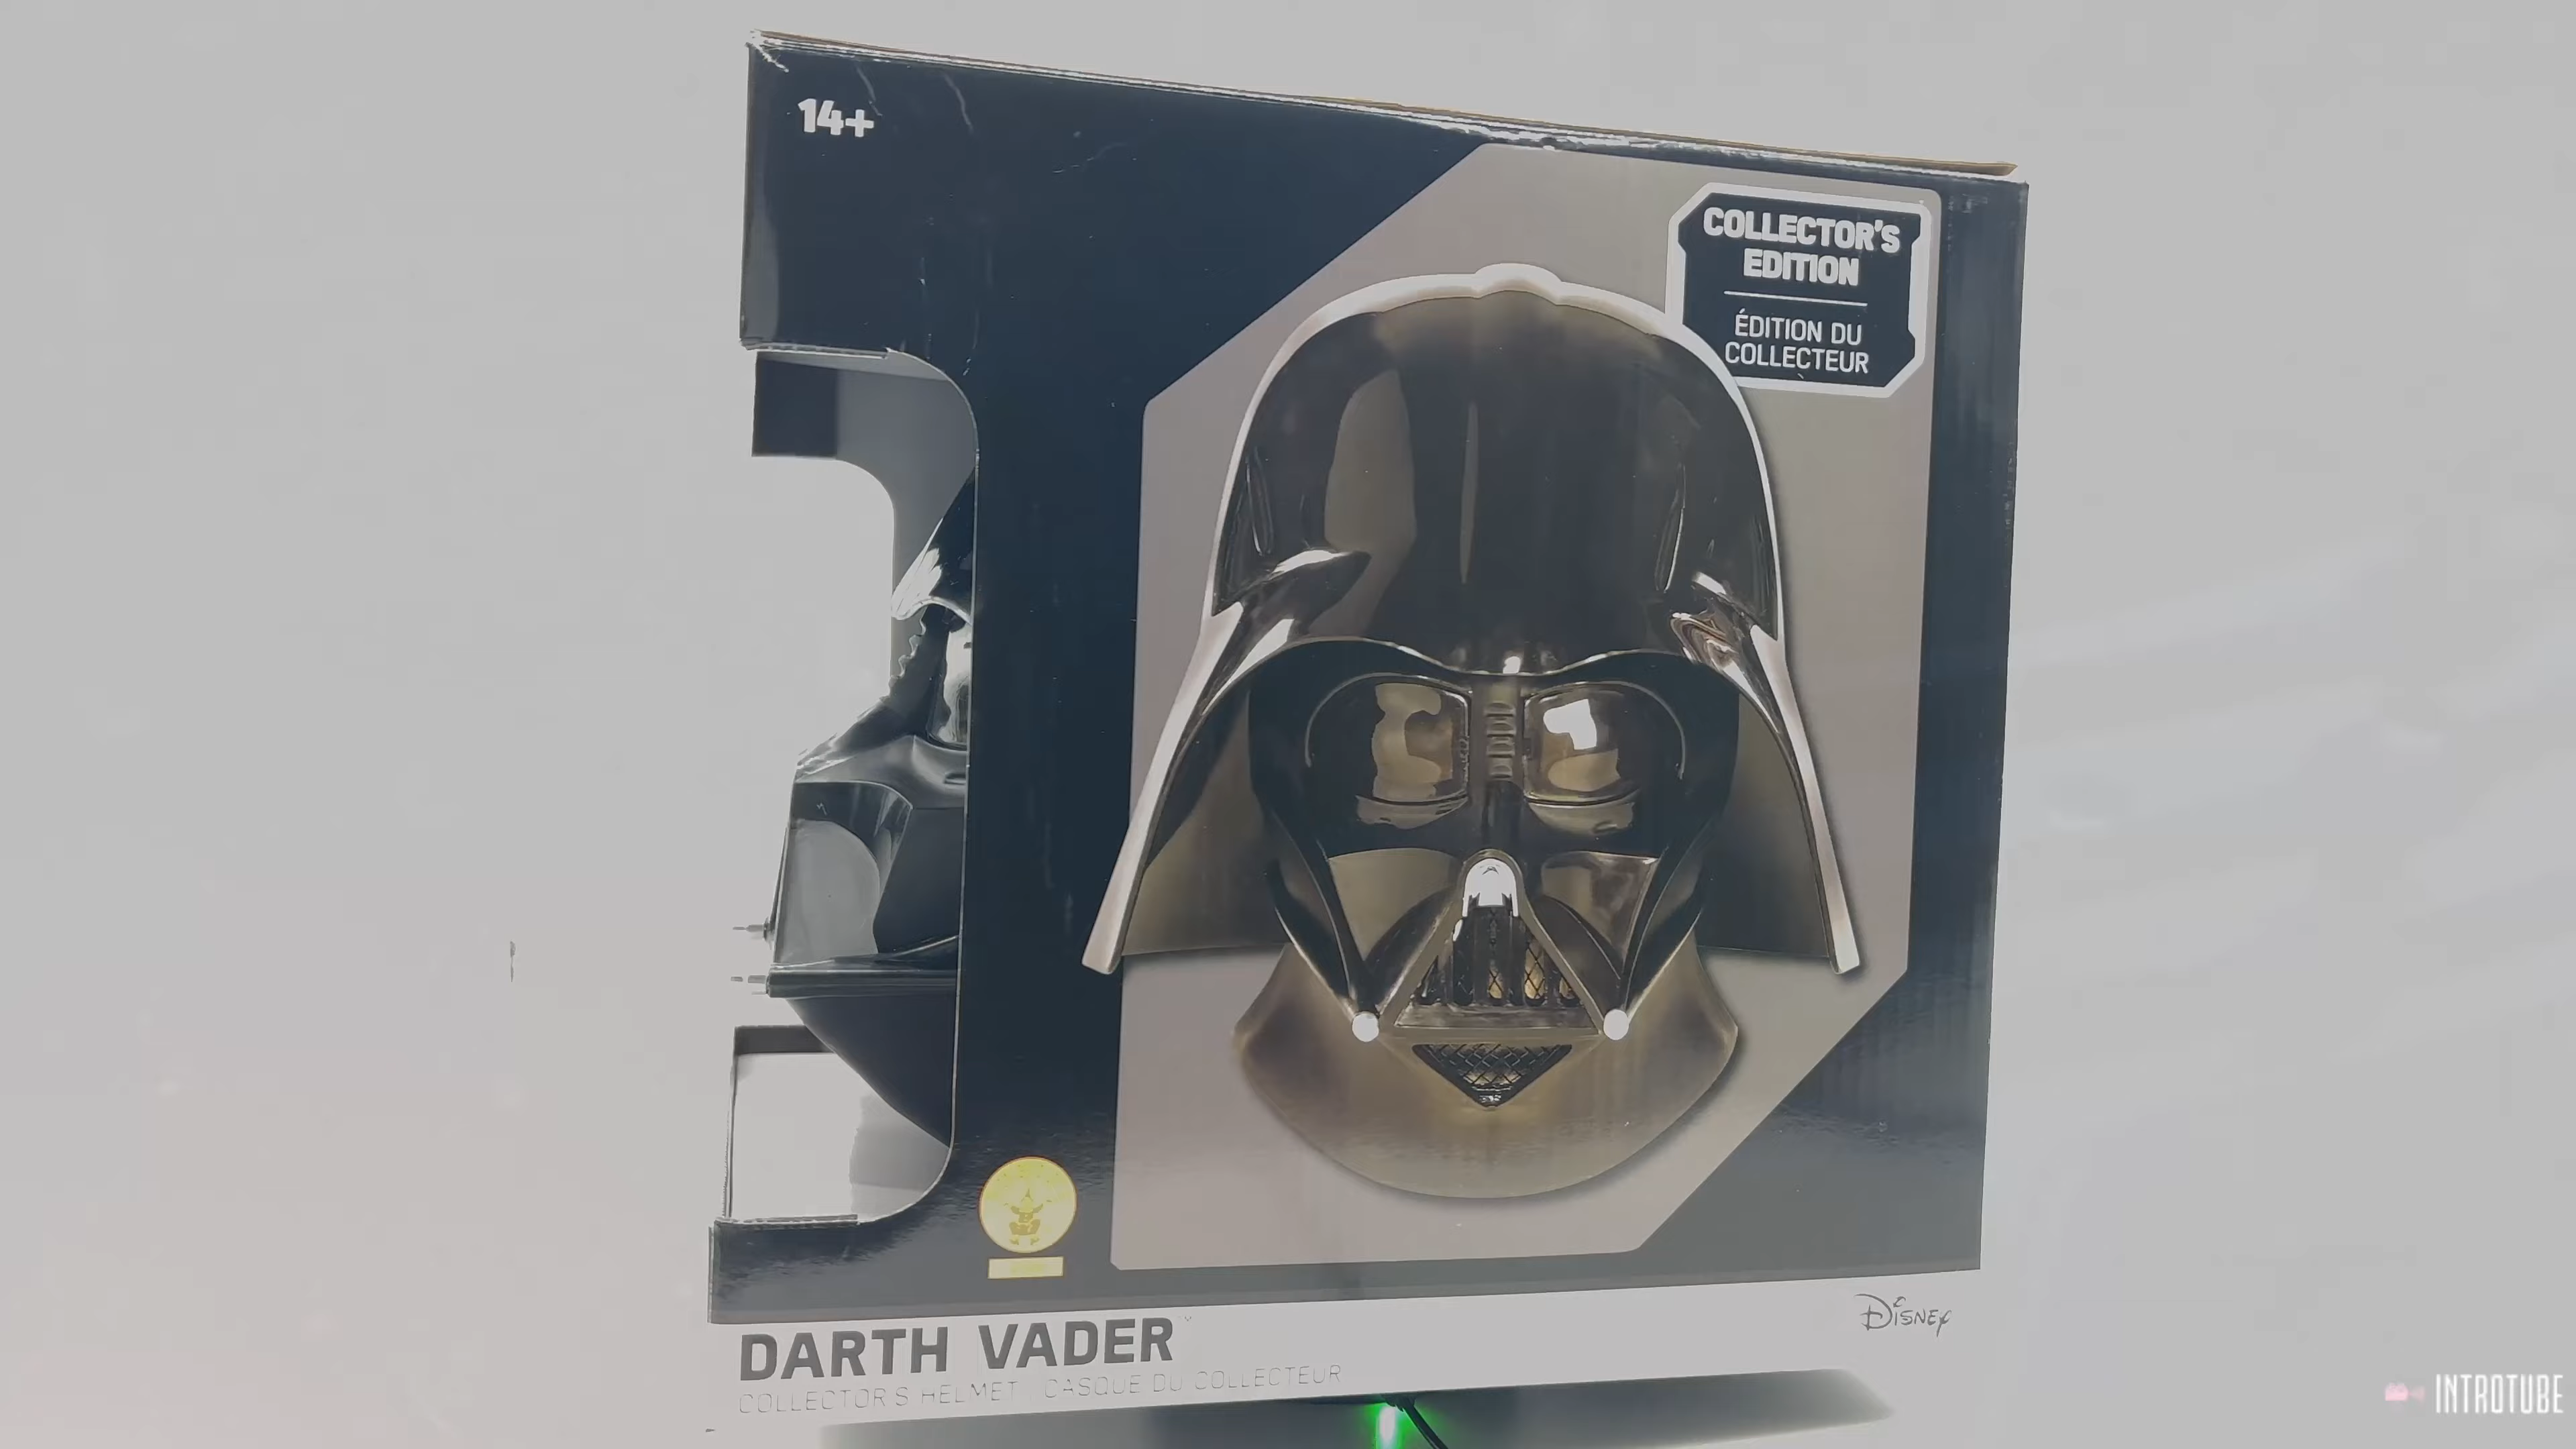 14+
COLLECTOR'S
EDITION
ÉDITION DU
COLLECTEUR
DARTH VADER
COLLECTOR'S HELMET
CASQUE DU COLLECTEUR
Disney
INTROTUBE